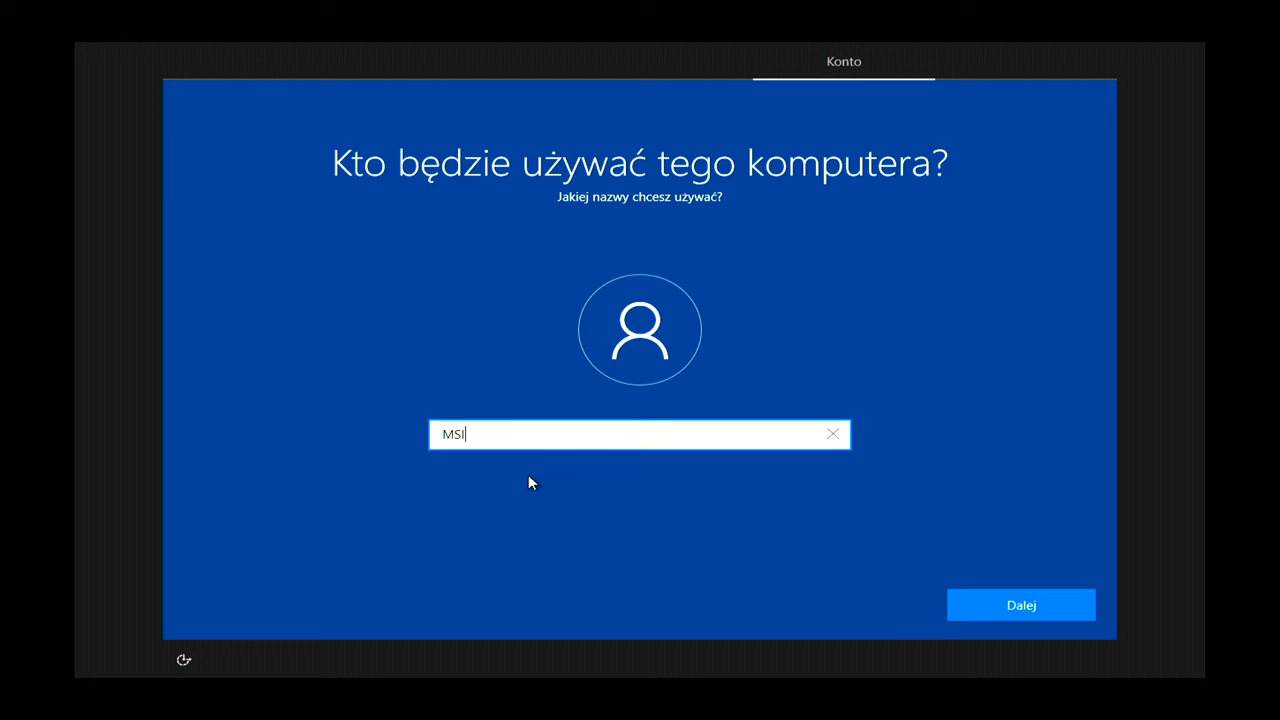 Konto
Kto będzie używać tego komputera?
Jakiej nazwy chcesz używać?
MSI
Dalej